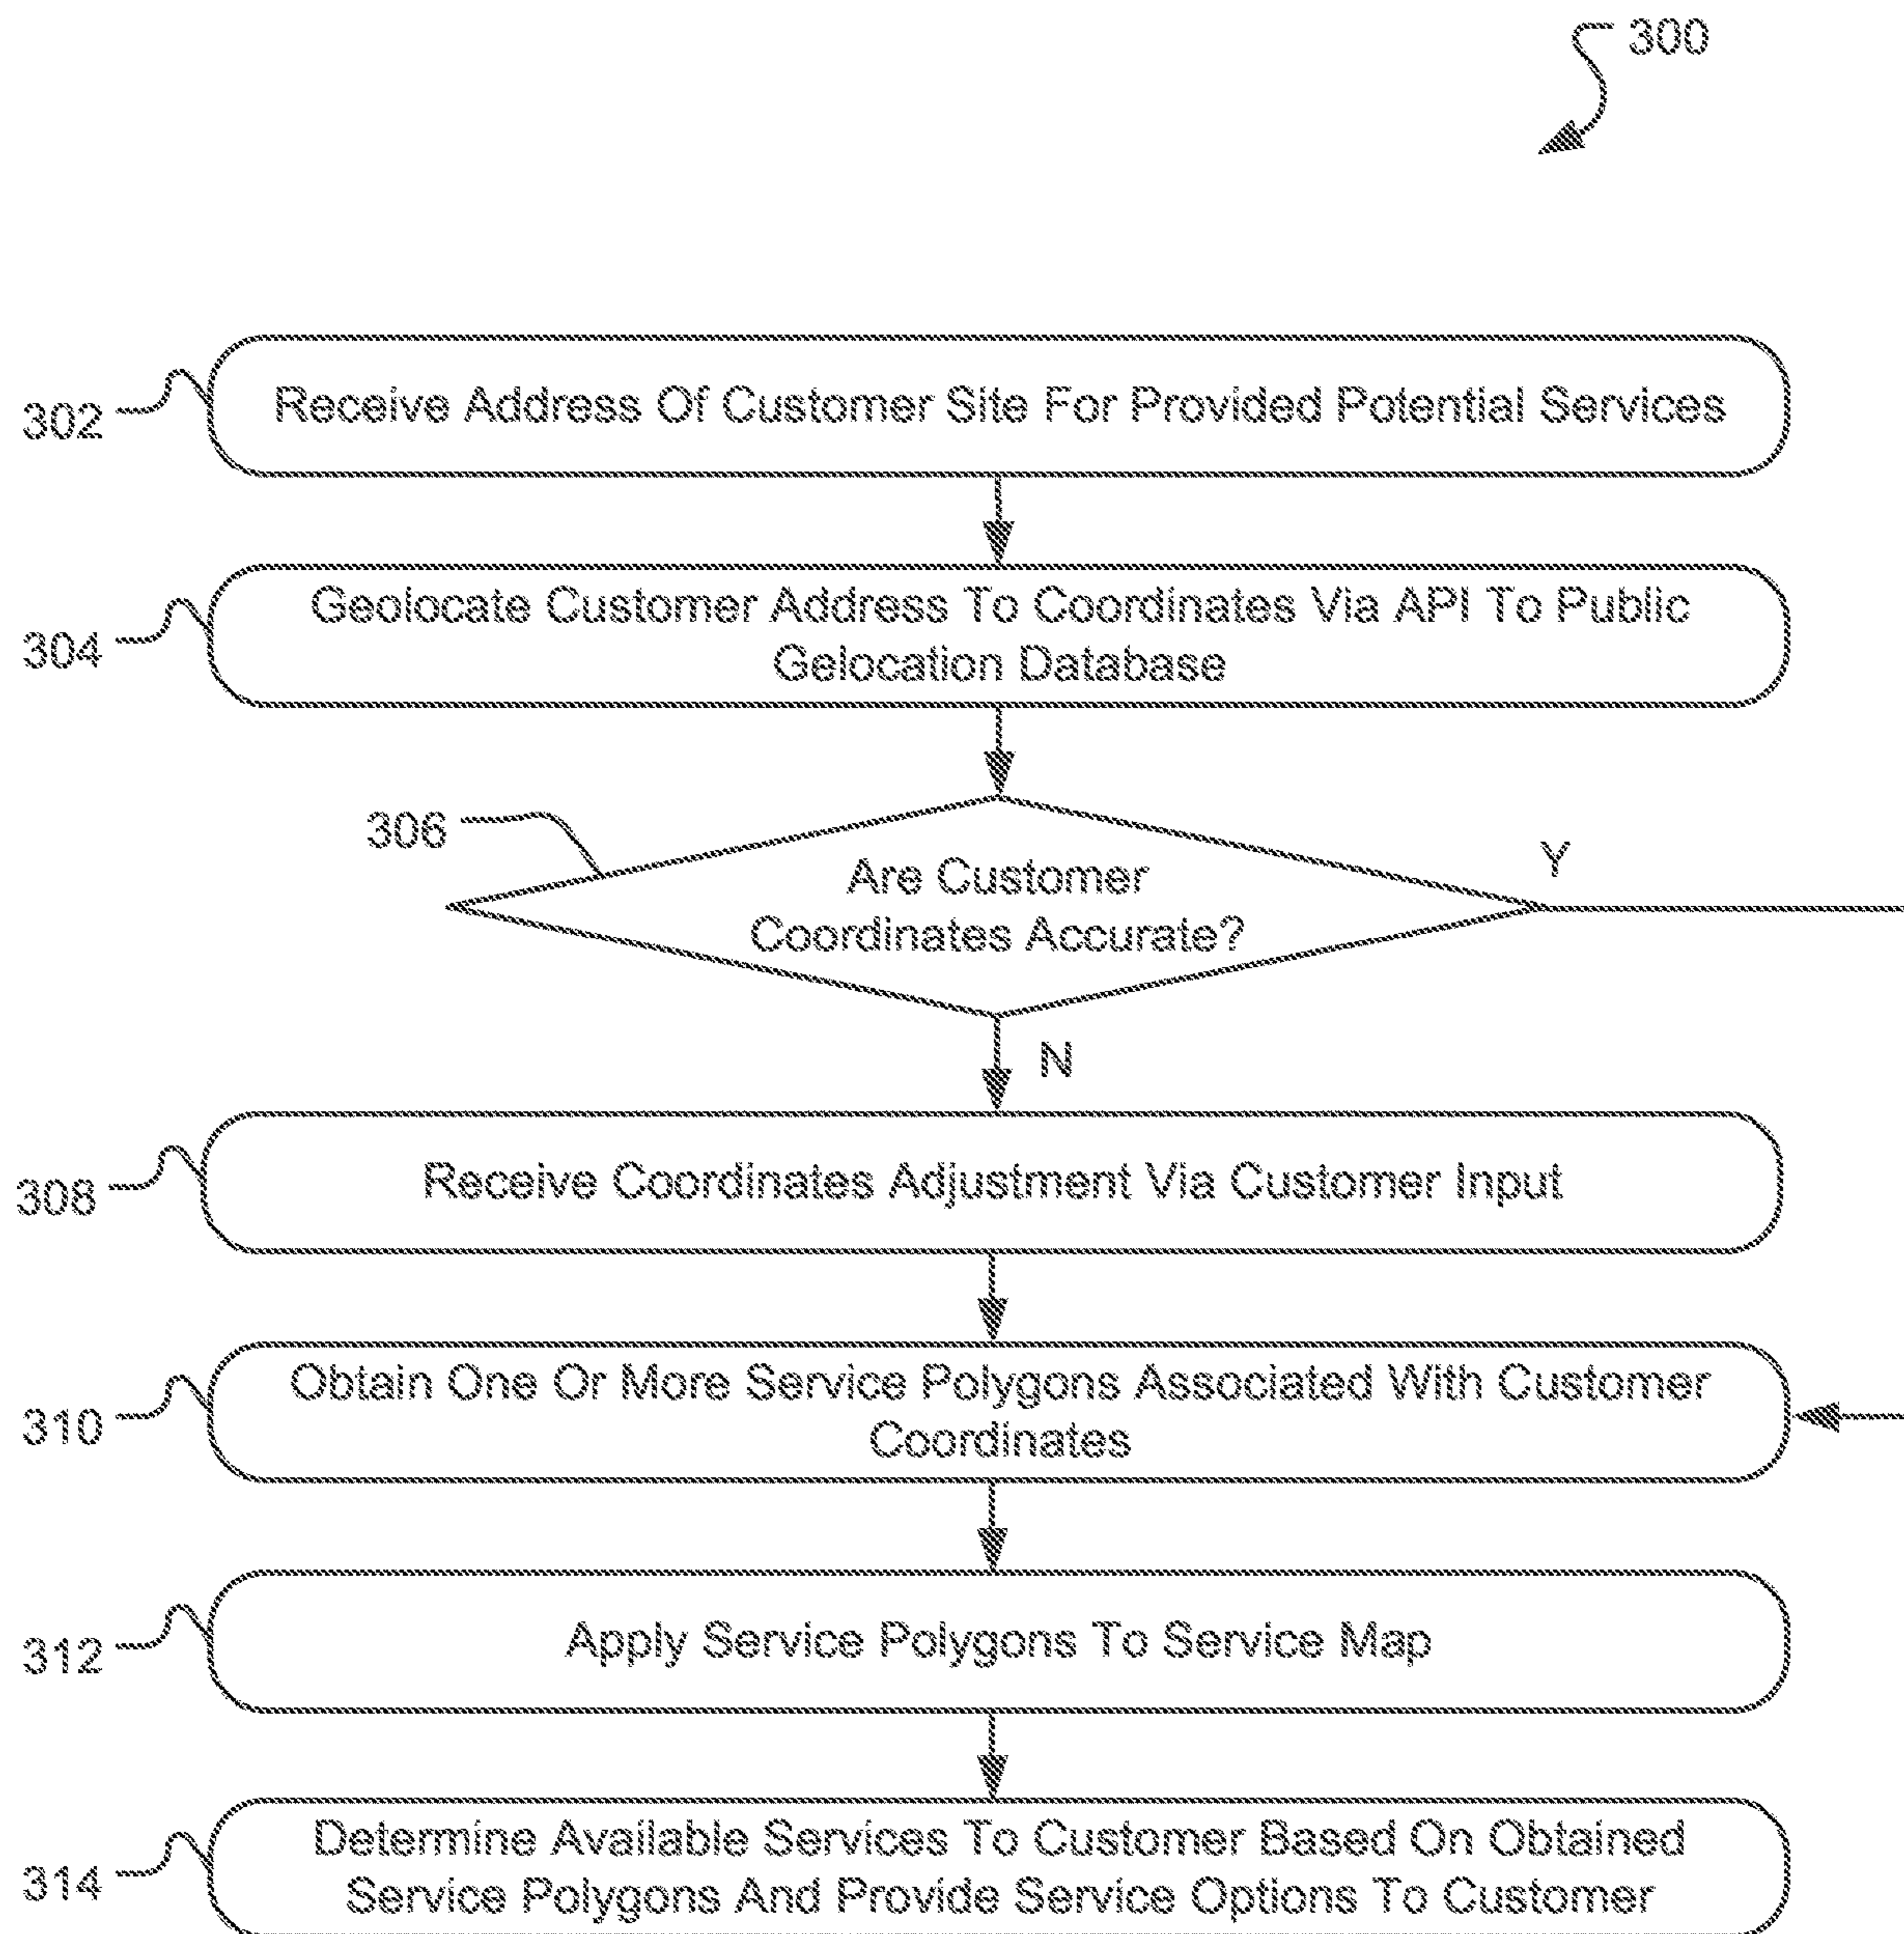 300
302
Receive Address Of Customer Site For Provided Potential Services
304
Geolocate Customer Address To Coordinates Via API To Public
Gelocation Database
306
Are Customer
Coordinates Accurate?
Y
N
308
Receive Coordinates Adjustment Via Customer Input
310
Obtain One Or More Service Polygons Associated With Customer
Coordinates
312
Apply Service Polygons To Service Map
314
Determine Available Services To Customer Based On Obtained
Service Polygons And Provide Service Options To Customer